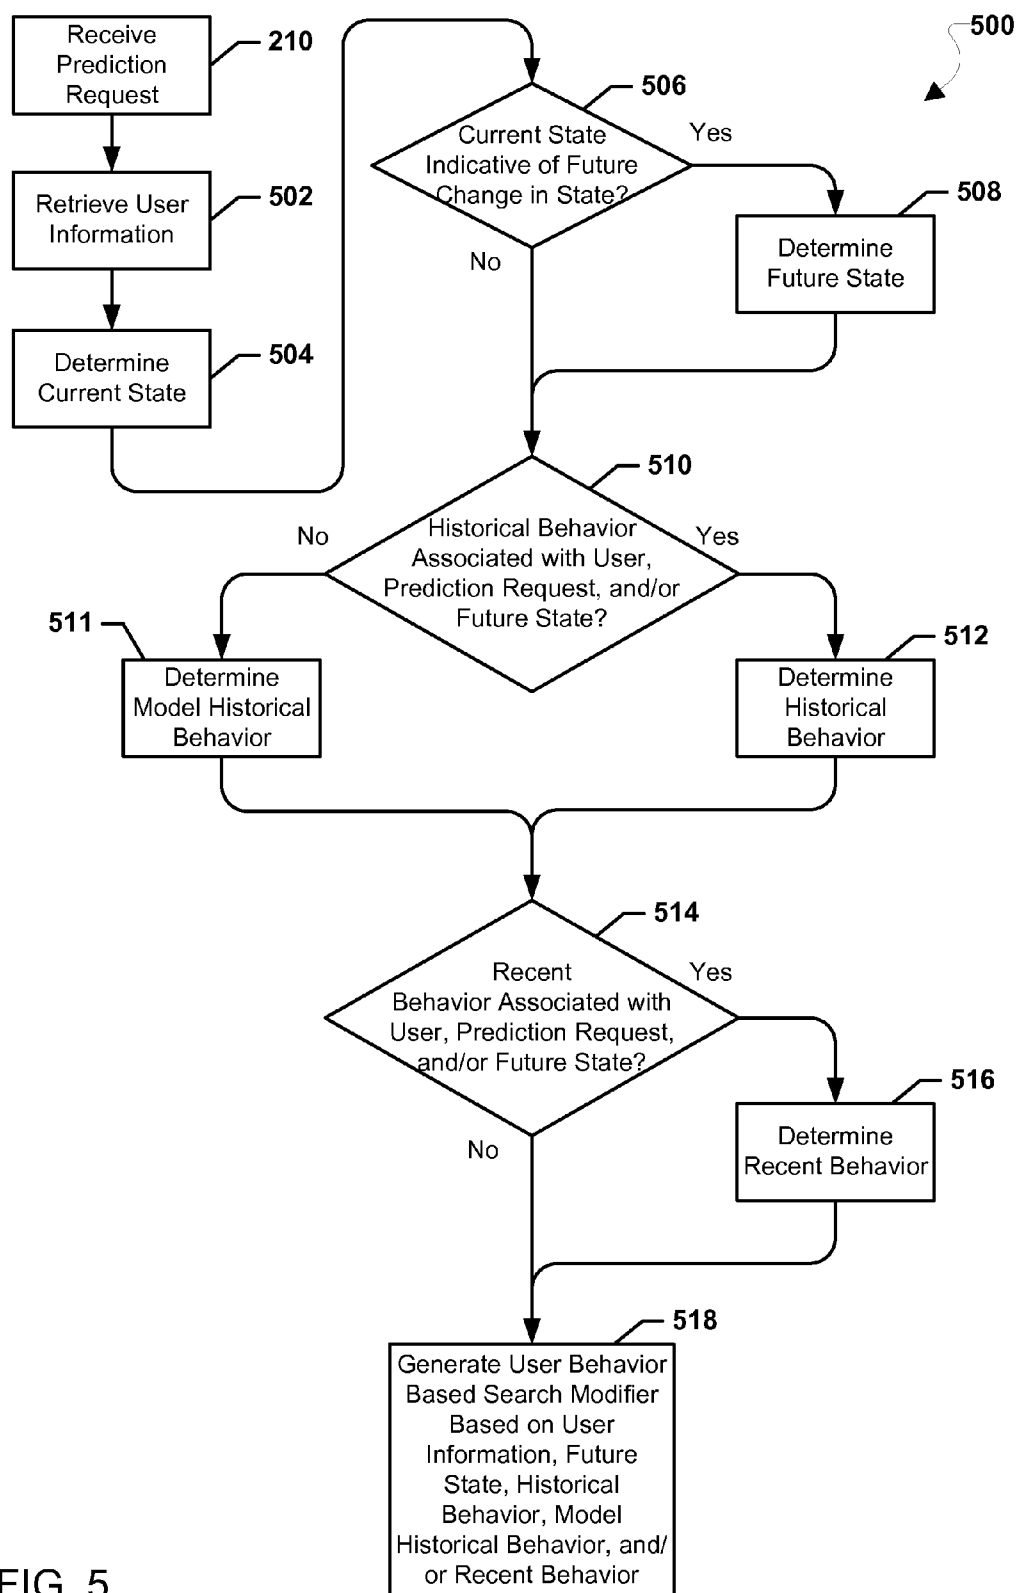 Receive
Prediction
Request
210
Retrieve User
Information
502
Determine
Current State
504
500
506
Current State
Indicative of Future
Change in State?
Yes
No
508
Determine
Future State
510
Historical Behavior
Associated with User,
Prediction Request, and/or
Future State?
No
Yes
511
Determine
Model Historical
Behavior
512
Determine
Historical
Behavior
514
Recent
Behavior Associated with
User, Prediction Request,
and/or Future State?
Yes
No
516
Determine
Recent Behavior
518
Generate User Behavior
Based Search Modifier
Based on User
Information, Future
State, Historical
Behavior, Model
Historical Behavior, and/
or Recent Behavior
FIG. 5